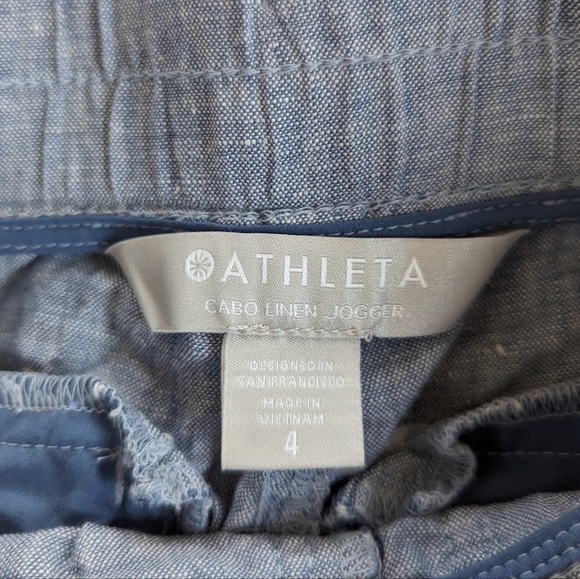 ATHLETA
CABO LINEN JOGGER
DESIGNED IN
SAN FRANCISCO
MADE IN
VIETNAM
4